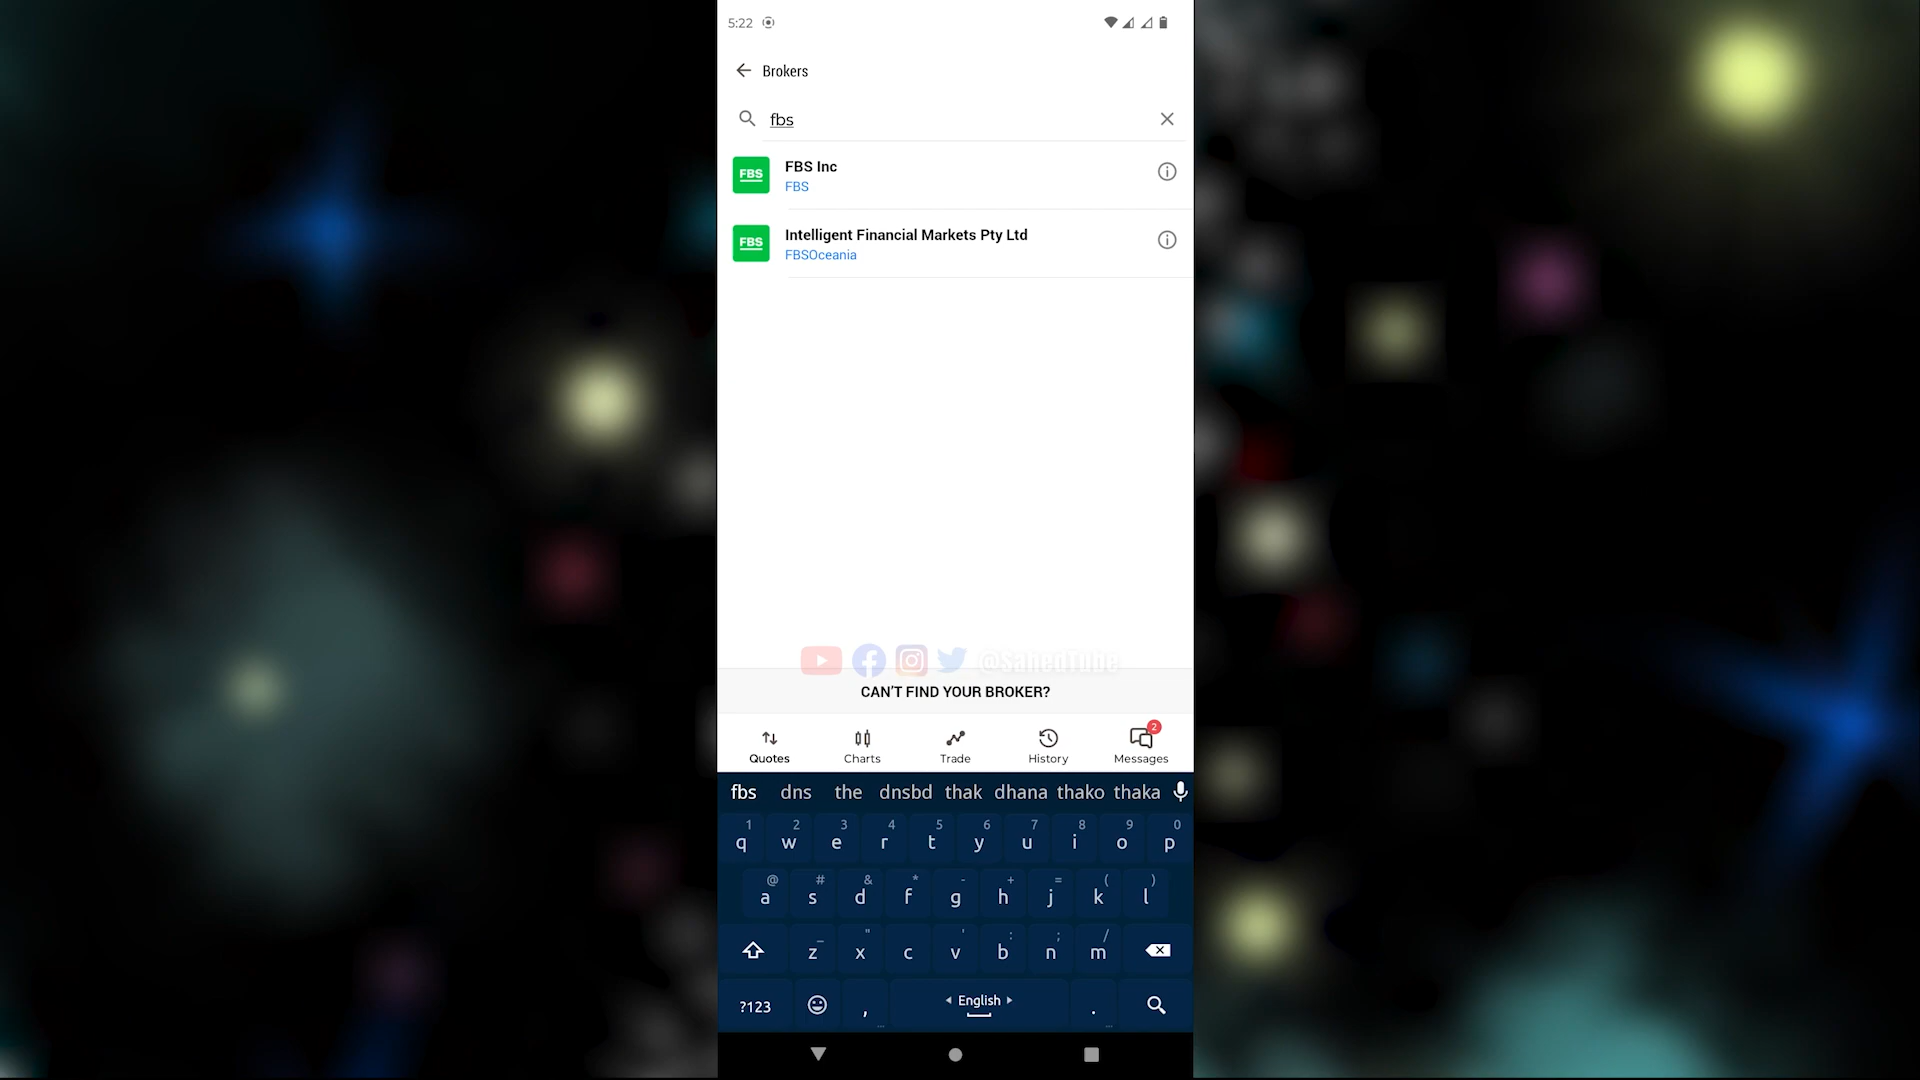 5:22
Brokers
fbs
FBS
FBS Inc
FBS
FBS
Intelligent Financial Markets Pty Ltd
FBSOceania
@SahedTube
CAN'T FIND YOUR BROKER?
2
Quotes Charts Trade History Messages
fbs dns the dnsbd thak dhana thako thaka
1 2 3 4 5 6 7 8 9 0
q w e r t y u i o p
@ # & * - + = ( )
a s d f g h j k l
_ " ' : ; /
z x c v b n m
?123 , English .